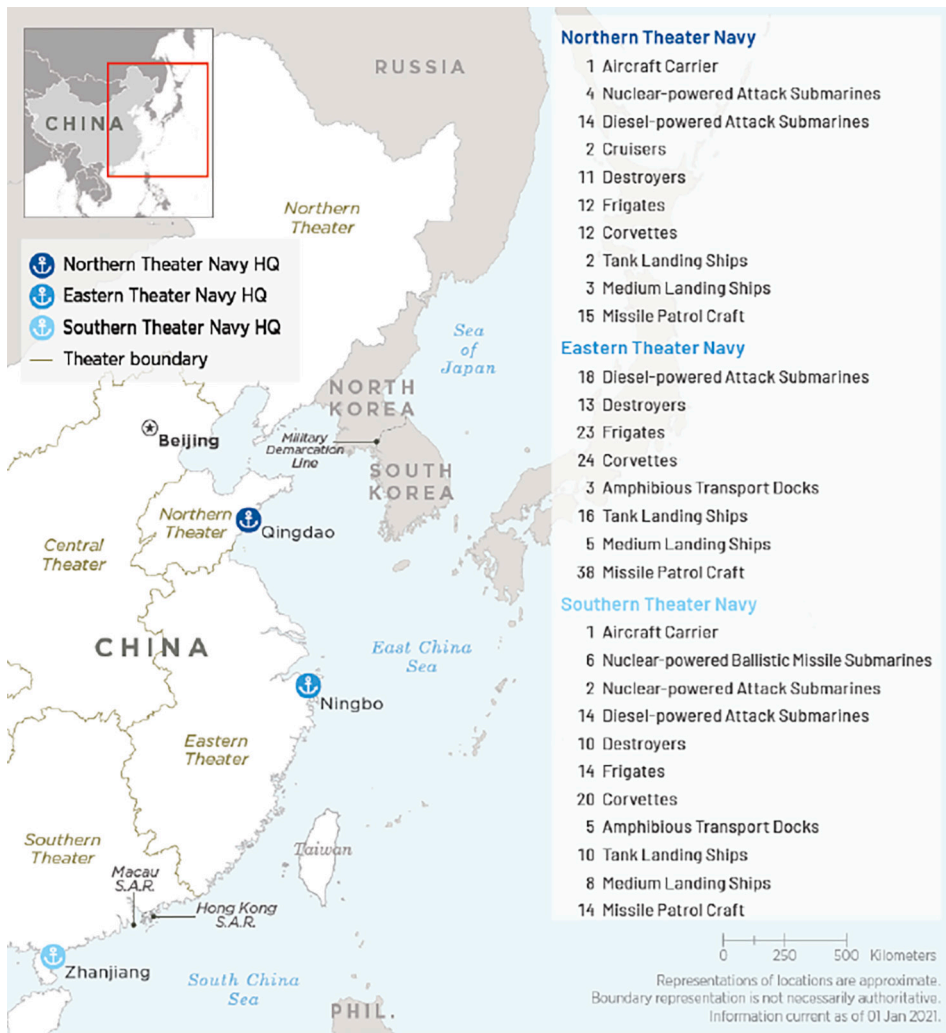 CHINA
Northern Theater Navy HQ
Eastern Theater Navy HQ
Southern Theater Navy HQ
Theater boundary
RUSSIA
Northern
Theater
Sea
of
Japan
NORTH
KOREA
Military
Demarcation
Line
SOUTH
KOREA
Beijing
Northern
Theater
Qingdao
Central
Theater
CHINA
East China
Sea
Ningbo
Eastern
Theater
Southern
Theater
Taiwan
Macau
S.A.R.
Hong Kong
S.A.R.
Zhanjiang
South China
Sea
PHIL.
Northern Theater Navy
1 Aircraft Carrier
4 Nuclear-powered Attack Submarines
14 Diesel-powered Attack Submarines
2 Cruisers
11 Destroyers
12 Frigates
12 Corvettes
2 Tank Landing Ships
3 Medium Landing Ships
15 Missile Patrol Craft
Eastern Theater Navy
18 Diesel-powered Attack Submarines
13 Destroyers
23 Frigates
24 Corvettes
3 Amphibious Transport Docks
16 Tank Landing Ships
5 Medium Landing Ships
38 Missile Patrol Craft
Southern Theater Navy
1 Aircraft Carrier
6 Nuclear-powered Ballistic Missile Submarines
2 Nuclear-powered Attack Submarines
14 Diesel-powered Attack Submarines
10 Destroyers
14 Frigates
20 Corvettes
5 Amphibious Transport Docks
10 Tank Landing Ships
8 Medium Landing Ships
14 Missile Patrol Craft
0 250 500 Kilometers
Representations of locations are approximate.
Boundary representation is not necessarily authoritative.
Information current as of 01 Jan 2021.